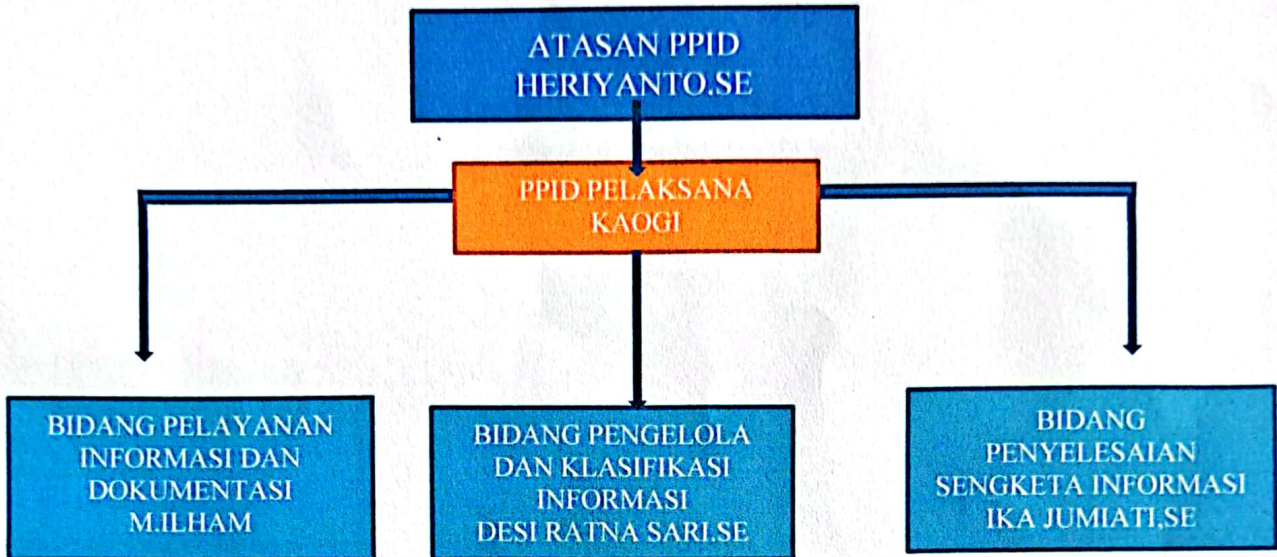 ATASAN PPID
HERIYANTO.SE
PPID PELAKSANA
KAOGI
BIDANG PELAYANAN
INFORMASI DAN
DOKUMENTASI
M.ILHAM
BIDANG PENGELOLA
DAN KLASIFIKASI
INFORMASI
DESI RATNA SARI.SE
BIDANG
PENYELESAIAN
SENGKETA INFORMASI
IKA JUMIATI,SE